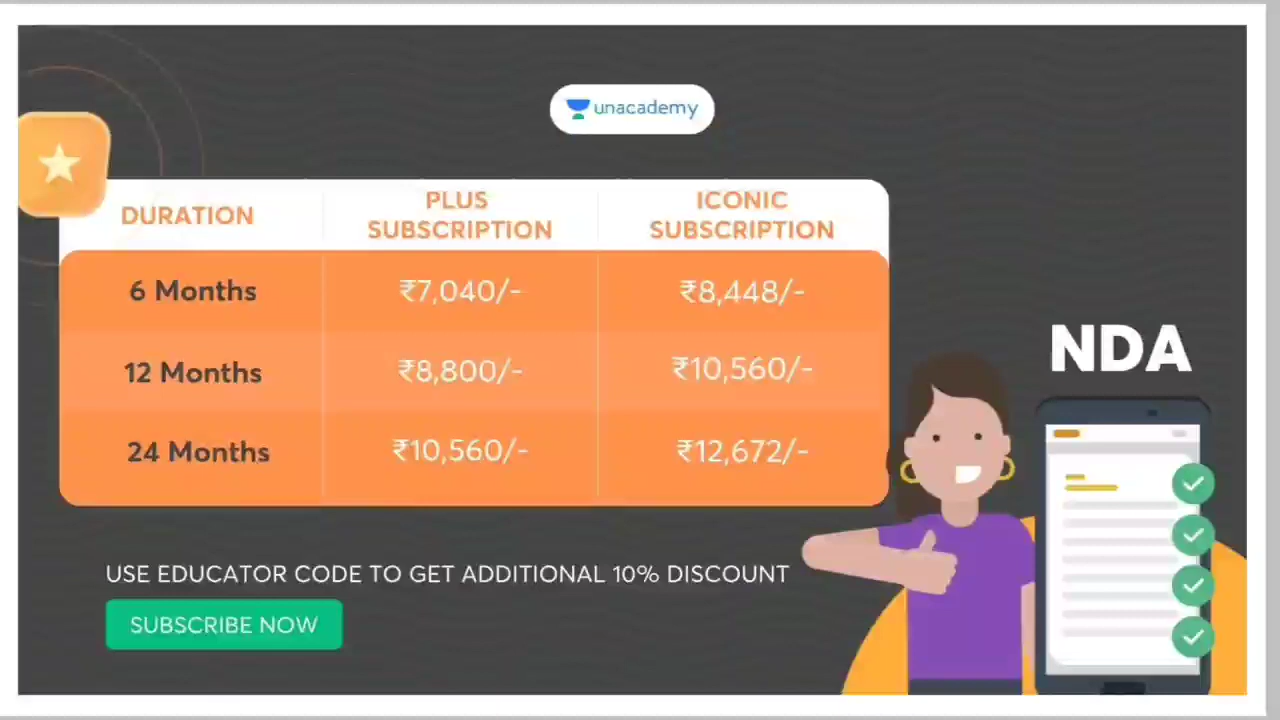 unacademy
DURATION
PLUS
SUBSCRIPTION
ICONIC
SUBSCRIPTION
6 Months
₹7,040/-
₹8,448/-
12 Months
₹8,800/-
₹10,560/-
24 Months
₹10,560/-
₹12,672/-
NDA
USE EDUCATOR CODE TO GET ADDITIONAL 10% DISCOUNT
SUBSCRIBE NOW